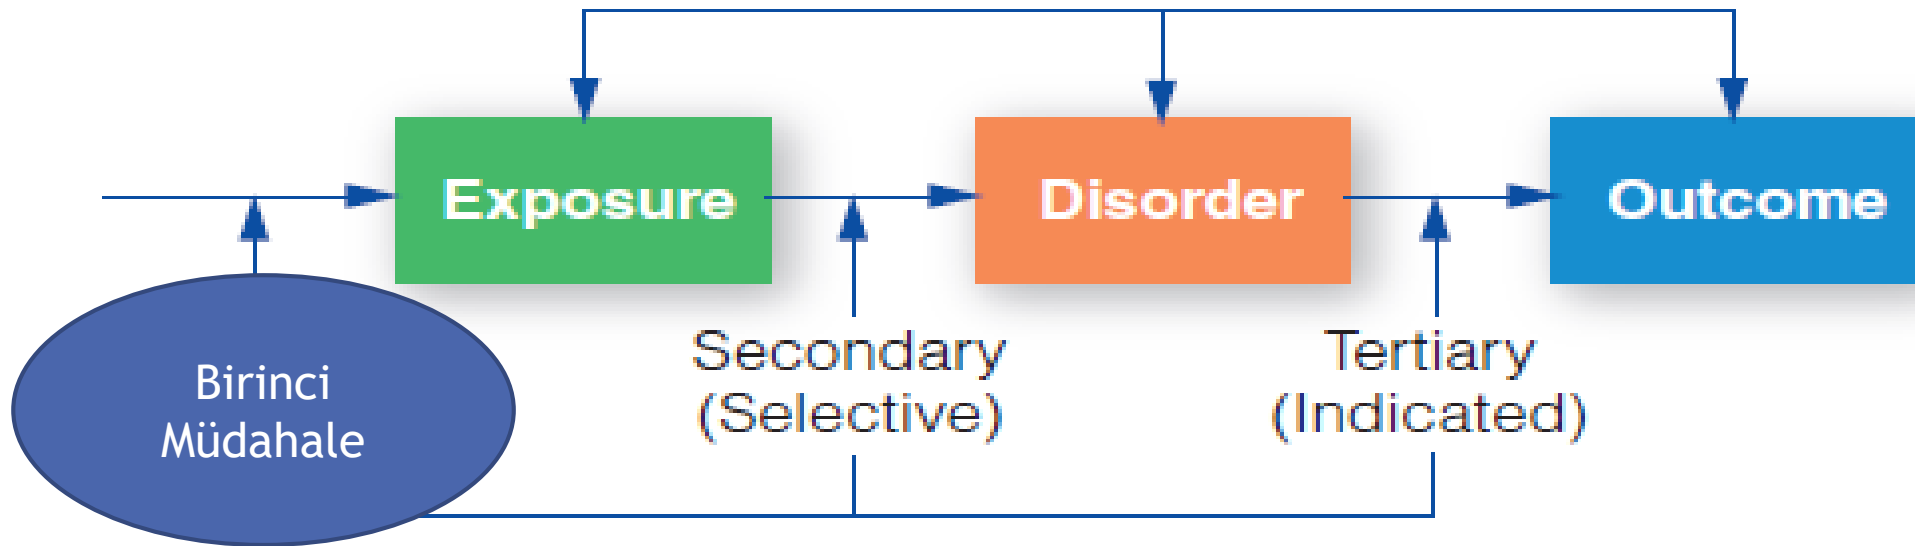 Exposure
Disorder
Outcome
Birinci
Müdahale
Secondary
(Selective)
Tertiary
(Indicated)